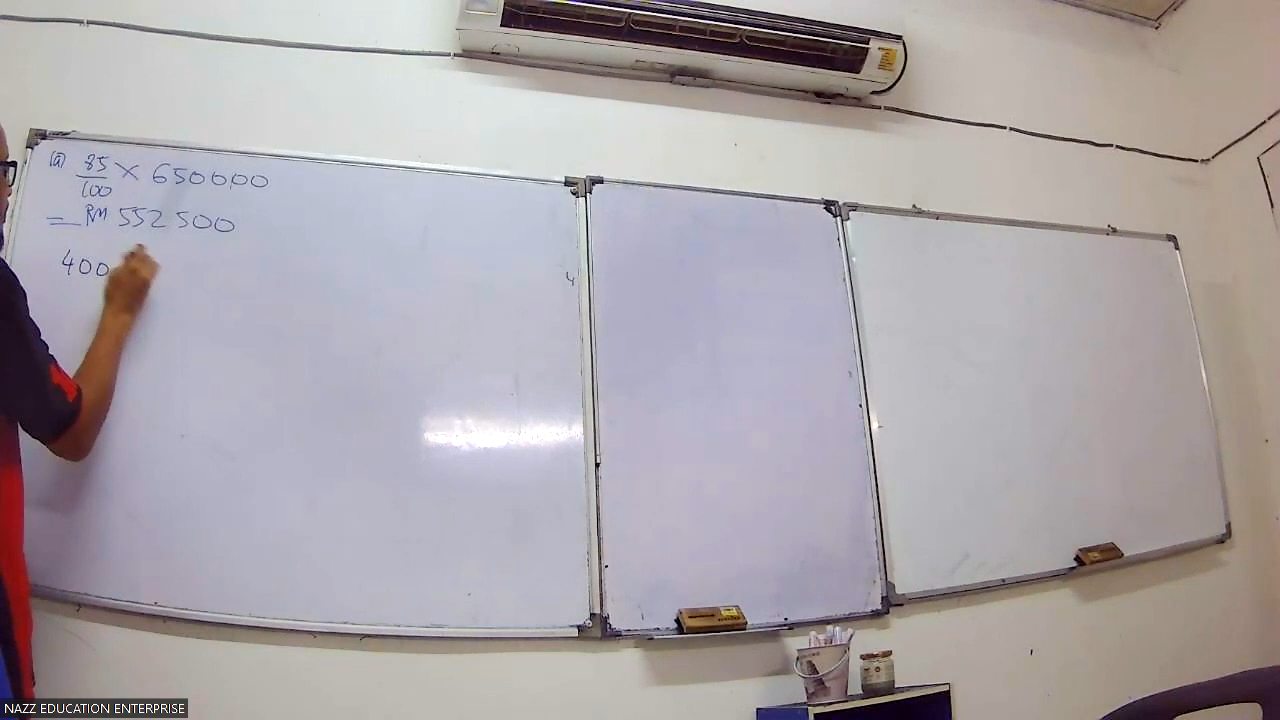 (a) 85/100 × 650000
= RM 552500
400
NAZZ EDUCATION ENTERPRISE